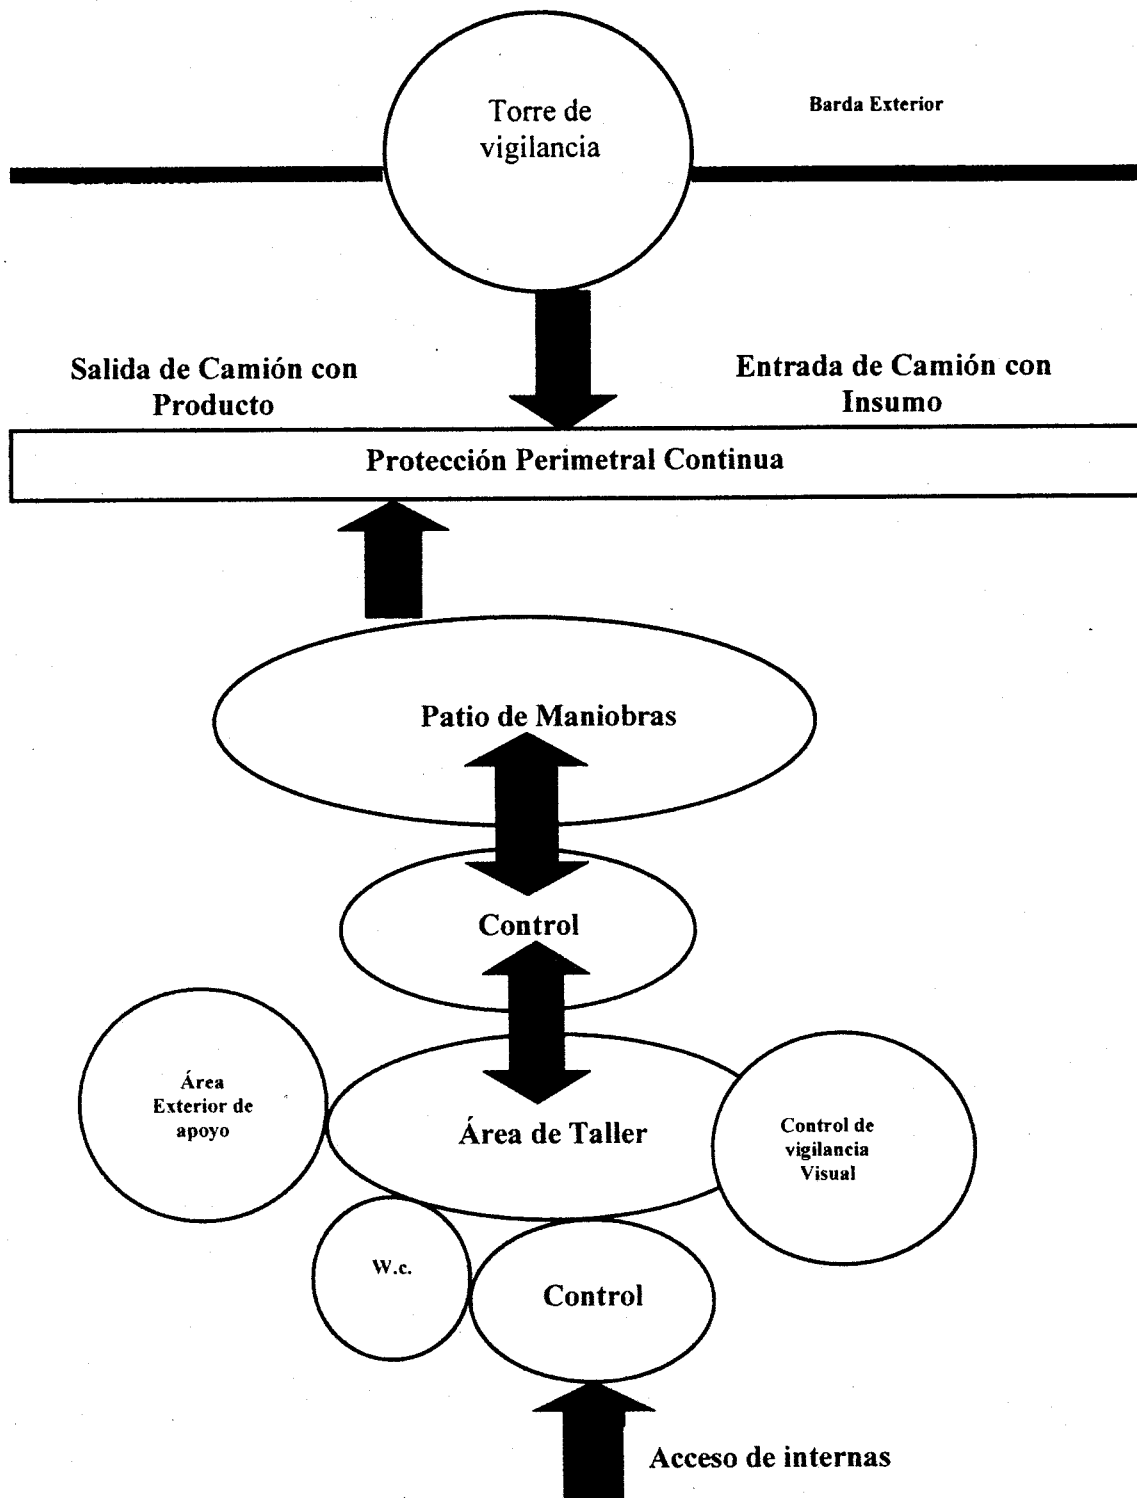 Torre de
vigilancia
Barda Exterior
Salida de Camión con
Producto
Entrada de Camión con
Insumo
Protección Perimetral Continua
Patio de Maniobras
Control
Área
Exterior de
apoyo
Área de Taller
Control de
vigilancia
Visual
W.c.
Control
Acceso de internas